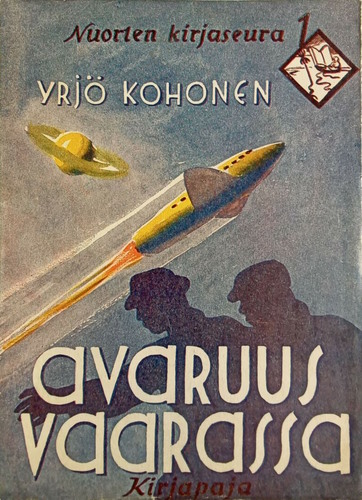 Nuorten kirjaseura 1
YRJÖ KOHONEN
AVARUUS
VAARASSA
Kirjapaja